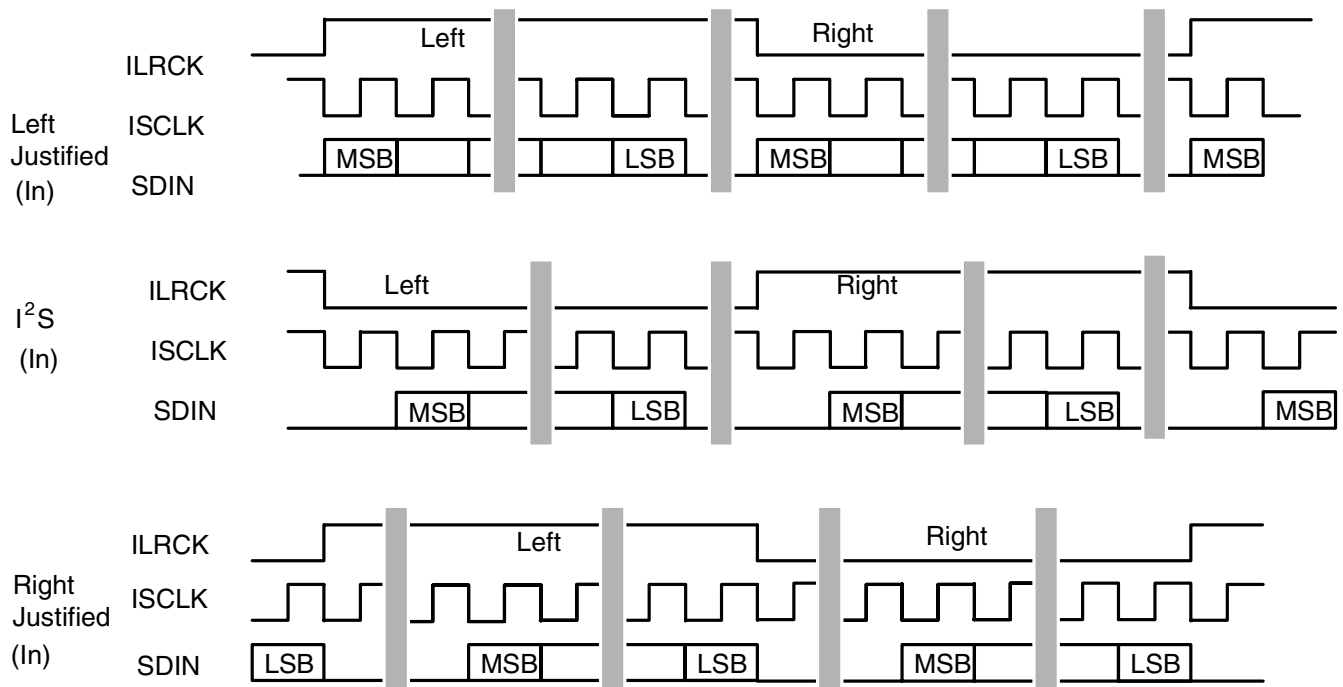 Left Justified (In)
ILRCK Left Right
ISCLK
SDIN MSB LSB MSB LSB MSB
I²S (In)
ILRCK Left Right
ISCLK
SDIN MSB LSB MSB LSB MSB
Right Justified (In)
ILRCK Left Right
ISCLK
SDIN LSB MSB LSB MSB LSB